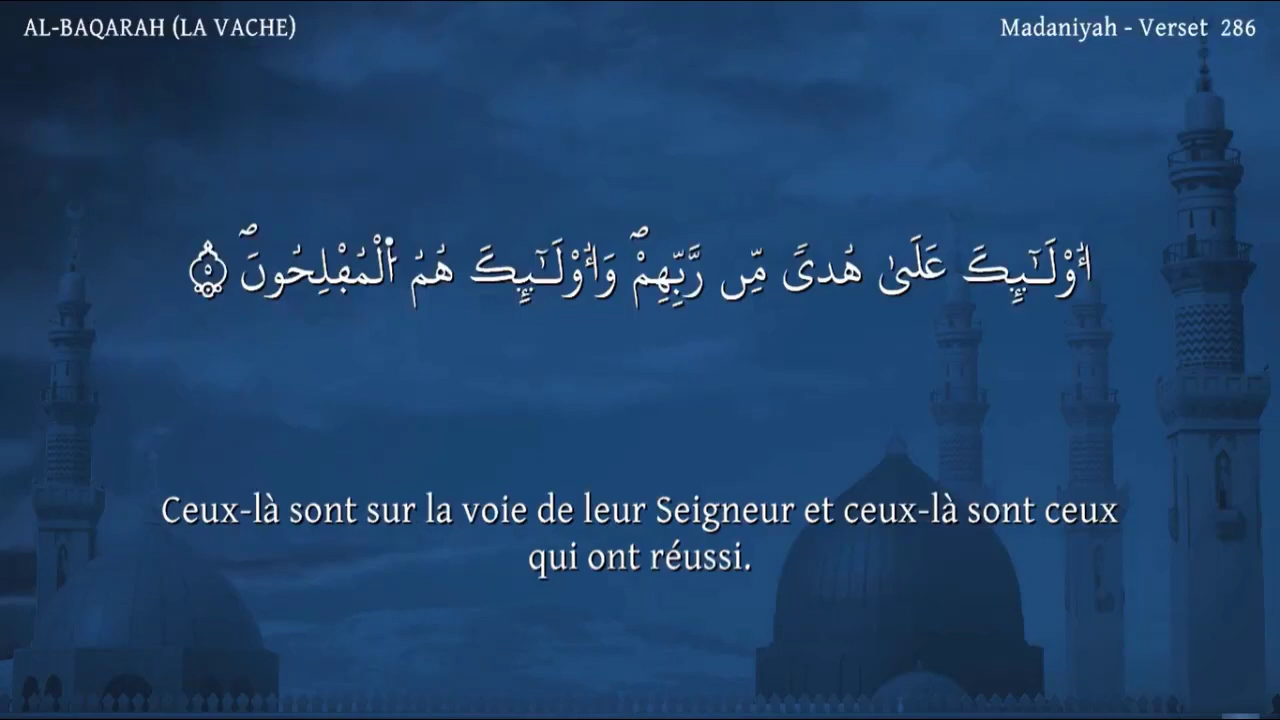 AL-BAQARAH (LA VACHE)
Madaniyah - Verset 286
اُو۟لَـٰٓئِكَ عَلَىٰ هُدًى مِّن رَّبِّهِمْ ۖ وَاُو۟لَـٰٓئِكَ هُمُ ٱلْمُفْلِحُونَ ۖ ۝٥
Ceux-là sont sur la voie de leur Seigneur et ceux-là sont ceux
qui ont réussi.